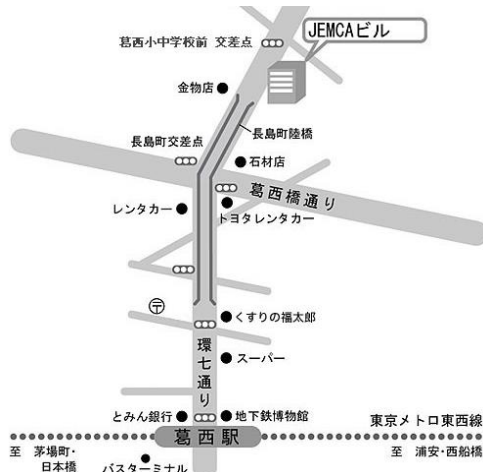 JEMCAビル
葛西小中学校前 交差点
金物店
長島町陸橋
長島町交差点
石材店
葛西橋通り
レンタカー
トヨタレンタカー
〒
くすりの福太郎
環七通り
スーパー
とみん銀行
地下鉄博物館
東京メトロ東西線
葛西駅
至 茅場町・
日本橋
至 浦安・西船橋
バスターミナル